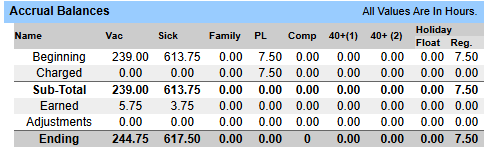 Accrual Balances All Values Are In Hours.
Holiday
Name Vac Sick Family PL Comp 40+(1) 40+ (2) Float Reg.
Beginning 239.00 613.75 0.00 7.50 0.00 0.00 0.00 0.00 7.50
Charged 0.00 0.00 0.00 7.50 0.00 0.00 0.00 0.00 0.00
Sub-Total 239.00 613.75 0.00 0.00 0.00 0.00 0.00 0.00 7.50
Earned 5.75 3.75 0.00 0.00 0.00 0.00 0.00 0.00 0.00
Adjustments 0.00 0.00 0.00 0.00 0.00 0.00 0.00 0.00 0.00
Ending 244.75 617.50 0.00 0.00 0 0.00 0.00 0.00 7.50